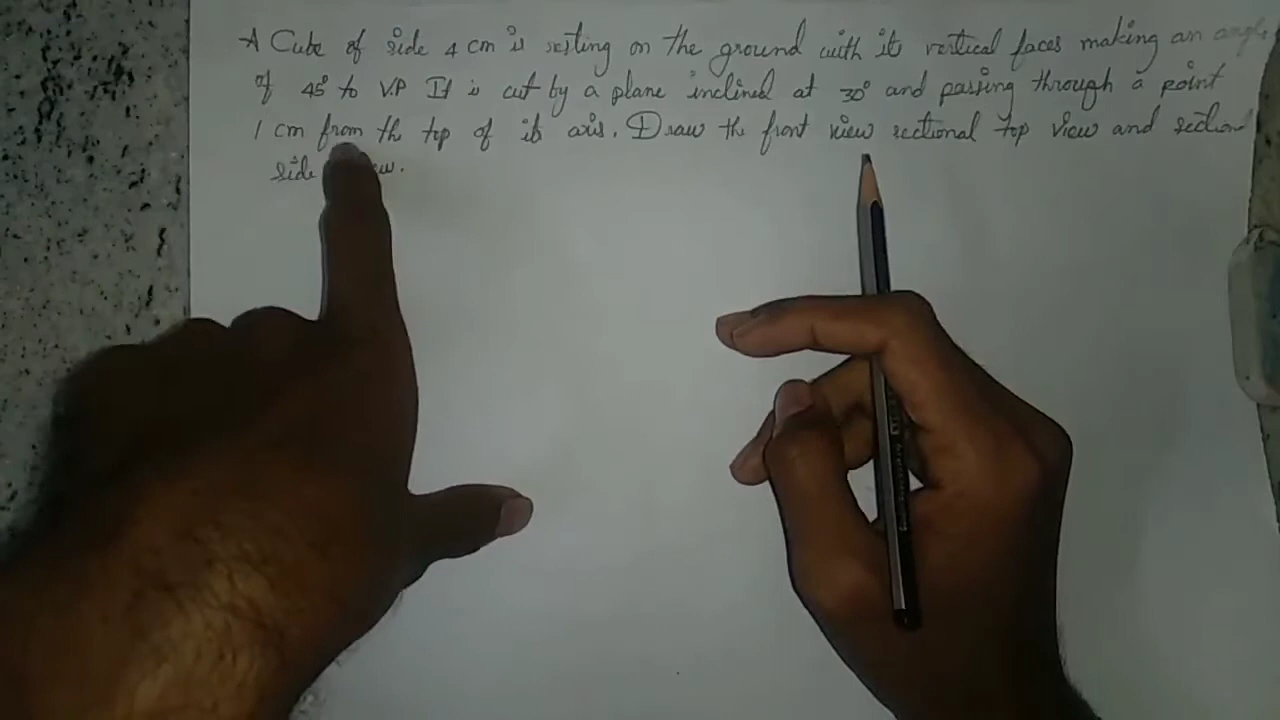 A Cube of side 4 cm is resting on the ground with its vertical faces making an angle
of 45° to V.P It is cut by a plane inclined at 30° and passing through a point
1 cm from the top of its axis. Draw the front view sectional top view and section
side